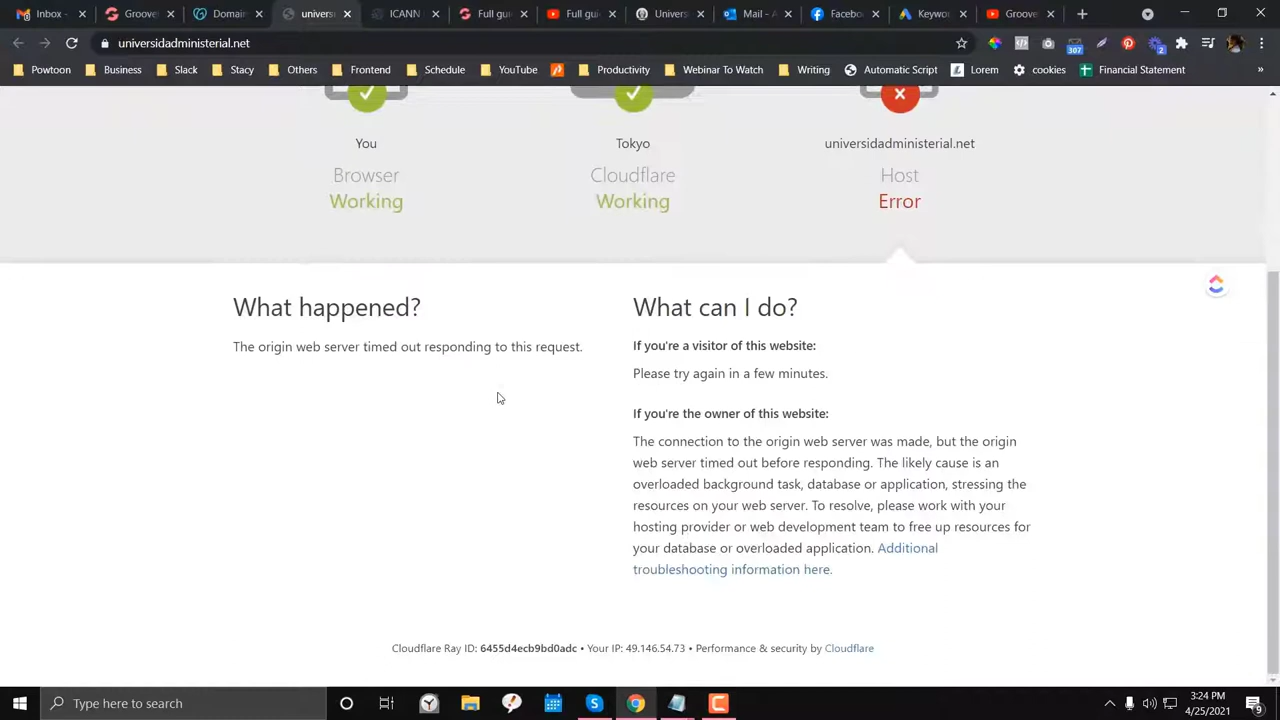 Inbox
Groove
Domain
univers
ICANN
Full gui
Full gui
Univers
Mail - A
Facebo
Keywo
Groove
universidadministerial.net
307
2
Powtoon
Business
Slack
Stacy
Others
Frontend
Schedule
YouTube
Productivity
Webinar To Watch
Writing
Automatic Script
Lorem
cookies
Financial Statement
»
You
Tokyo
universidadministerial.net
Browser
Cloudflare
Host
Working
Working
Error
What happened?
The origin web server timed out responding to this request.
What can I do?
If you're a visitor of this website:
Please try again in a few minutes.
If you're the owner of this website:
The connection to the origin web server was made, but the origin
web server timed out before responding. The likely cause is an
overloaded background task, database or application, stressing the
resources on your web server. To resolve, please work with your
hosting provider or web development team to free up resources for
your database or overloaded application. Additional
troubleshooting information here.
Cloudflare Ray ID: 6455d4ecb9bd0adc • Your IP: 49.146.54.73 • Performance & security by Cloudflare
Type here to search
3:24 PM
4/25/2021
9